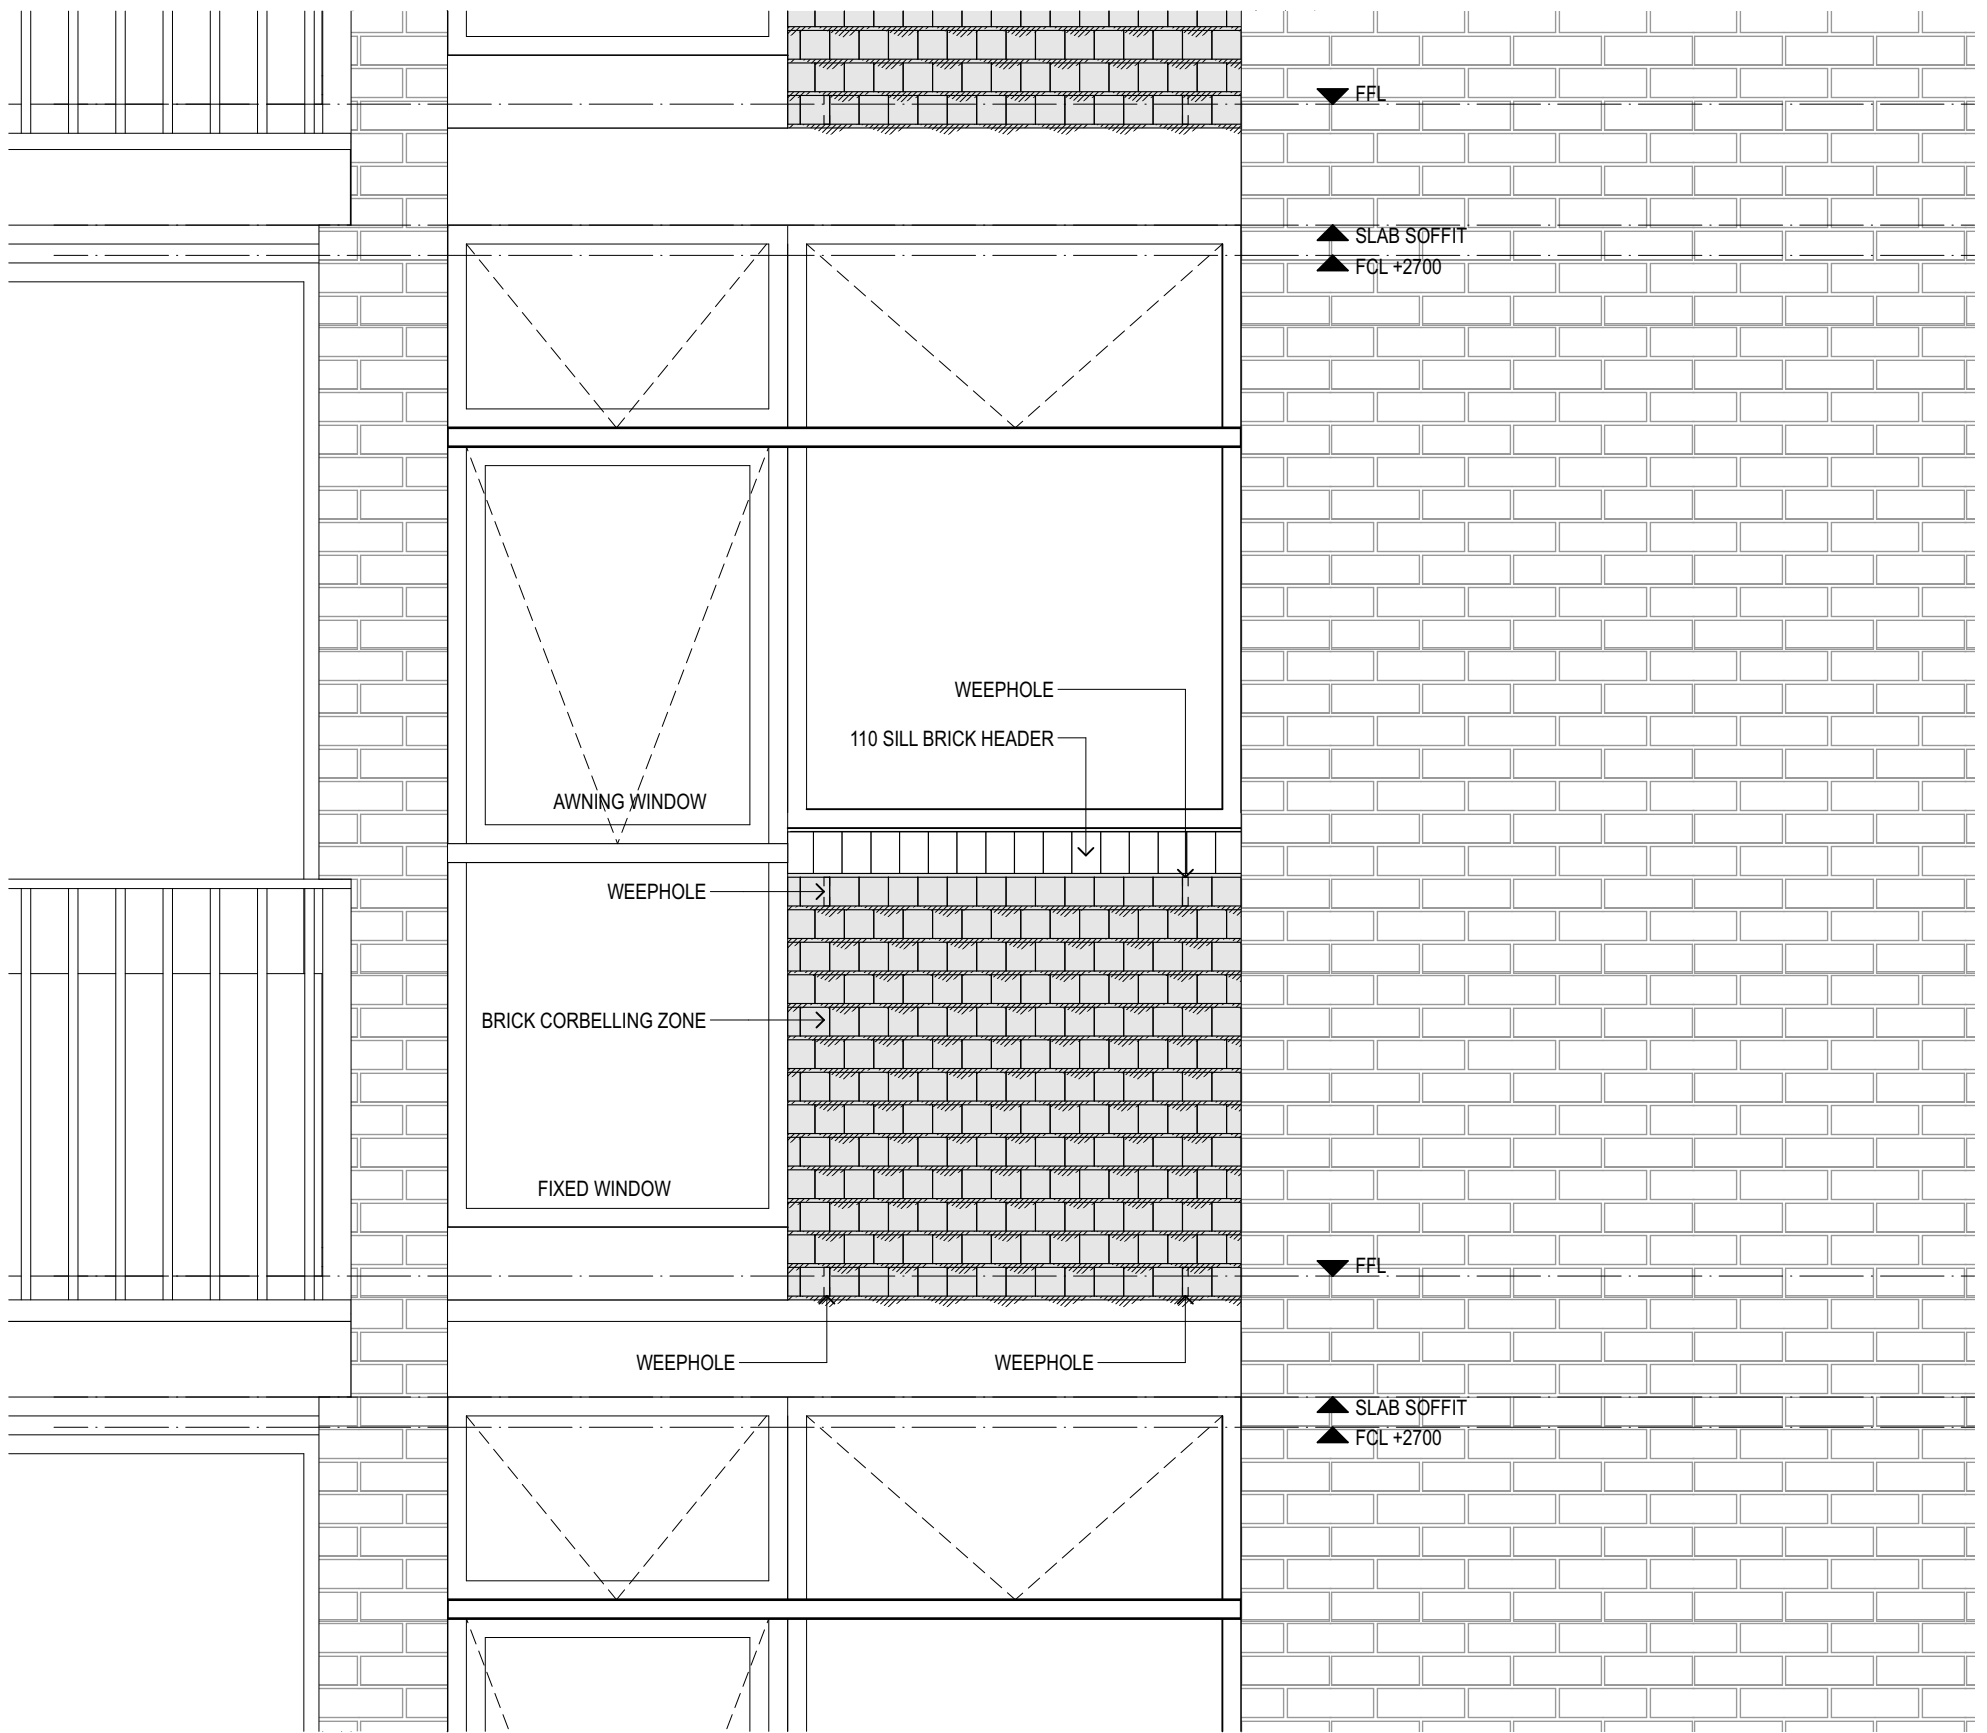 FFL
SLAB SOFFIT
FCL +2700
WEEPHOLE
110 SILL BRICK HEADER
AWNING WINDOW
WEEPHOLE
BRICK CORBELLING ZONE
FIXED WINDOW
FFL
WEEPHOLE
WEEPHOLE
SLAB SOFFIT
FCL +2700